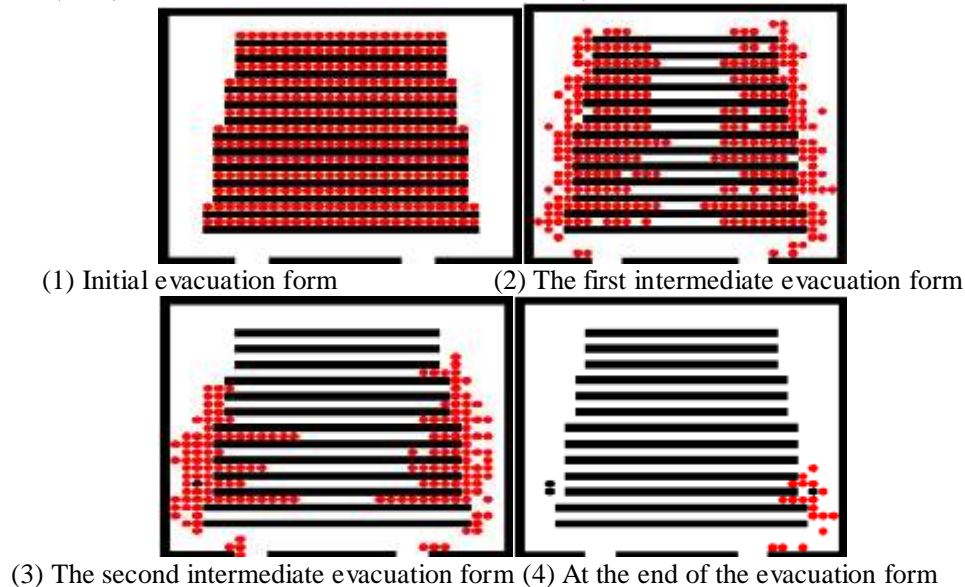 (1) Initial evacuation form (2) The first intermediate evacuation form
(3) The second intermediate evacuation form (4) At the end of the evacuation form